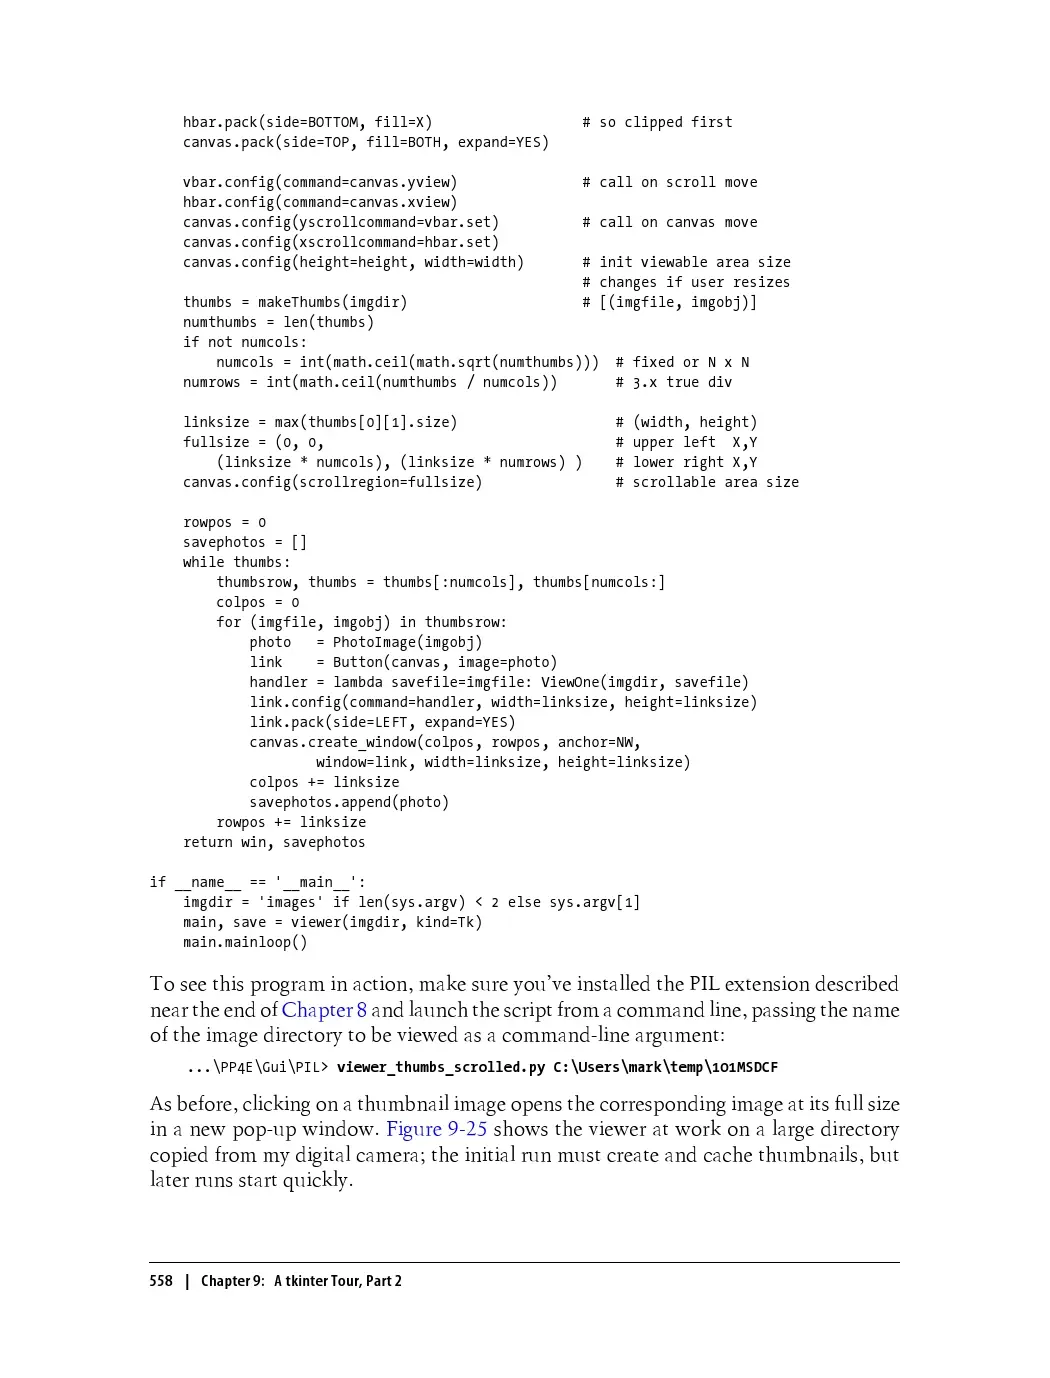 hbar.pack(side=BOTTOM, fill=X)                  # so clipped first
    canvas.pack(side=TOP, fill=BOTH, expand=YES)

    vbar.config(command=canvas.yview)               # call on scroll move
    hbar.config(command=canvas.xview)
    canvas.config(yscrollcommand=vbar.set)          # call on canvas move
    canvas.config(xscrollcommand=hbar.set)
    canvas.config(height=height, width=width)       # init viewable area size
                                                    # changes if user resizes
    thumbs = makeThumbs(imgdir)                     # [(imgfile, imgobj)]
    numthumbs = len(thumbs)
    if not numcols:
        numcols = int(math.ceil(math.sqrt(numthumbs)))  # fixed or N x N
    numrows = int(math.ceil(numthumbs / numcols))       # 3.x true div

    linksize = max(thumbs[0][1].size)                   # (width, height)
    fullsize = (0, 0,                                   # upper left  X,Y
        (linksize * numcols), (linksize * numrows) )    # lower right X,Y
    canvas.config(scrollregion=fullsize)                # scrollable area size

    rowpos = 0
    savephotos = []
    while thumbs:
        thumbsrow, thumbs = thumbs[:numcols], thumbs[numcols:]
        colpos = 0
        for (imgfile, imgobj) in thumbsrow:
            photo   = PhotoImage(imgobj)
            link    = Button(canvas, image=photo)
            handler = lambda savefile=imgfile: ViewOne(imgdir, savefile)
            link.config(command=handler, width=linksize, height=linksize)
            link.pack(side=LEFT, expand=YES)
            canvas.create_window(colpos, rowpos, anchor=NW,
                    window=link, width=linksize, height=linksize)
            colpos += linksize
            savephotos.append(photo)
        rowpos += linksize
    return win, savephotos

if __name__ == '__main__':
    imgdir = 'images' if len(sys.argv) < 2 else sys.argv[1]
    main, save = viewer(imgdir, kind=Tk)
    main.mainloop()

To see this program in action, make sure you've installed the PIL extension described
near the end of Chapter 8 and launch the script from a command line, passing the name
of the image directory to be viewed as a command-line argument:

    ...\PP4E\Gui\PIL> viewer_thumbs_scrolled.py C:\Users\mark\temp\101MSDCF

As before, clicking on a thumbnail image opens the corresponding image at its full size
in a new pop-up window. Figure 9-25 shows the viewer at work on a large directory
copied from my digital camera; the initial run must create and cache thumbnails, but
later runs start quickly.

558 | Chapter 9: A tkinter Tour, Part 2